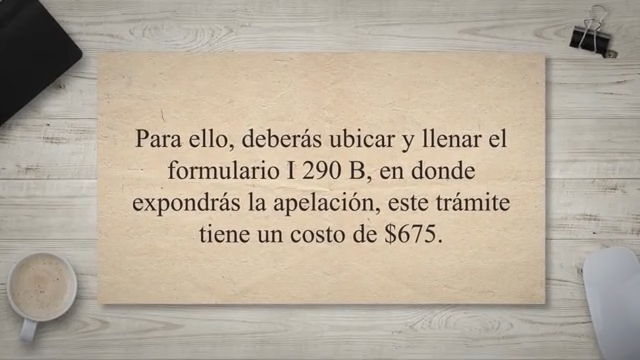 Para ello, deberás ubicar y llenar el
formulario I 290 B, en donde
expondrás la apelación, este trámite
tiene un costo de $675.